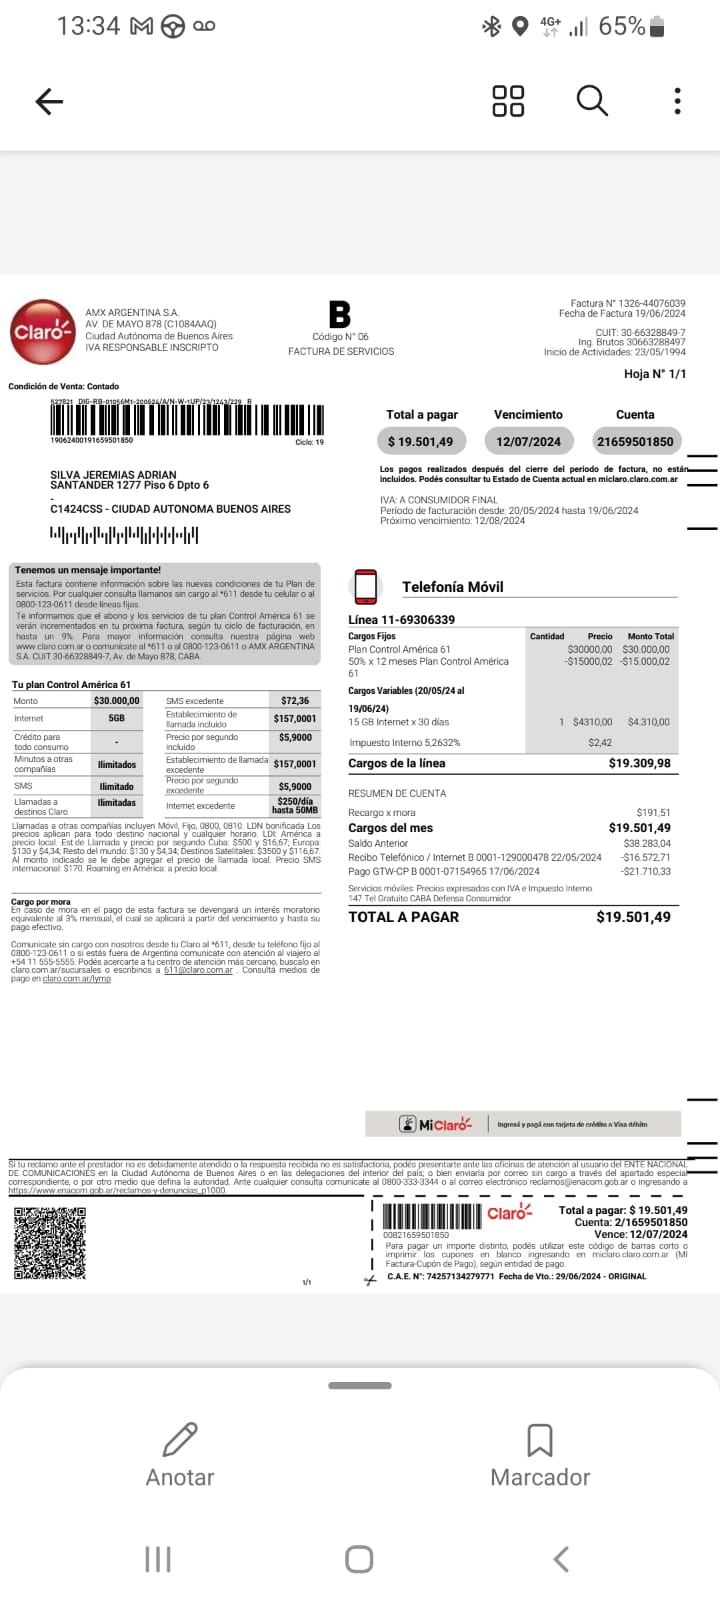 13:34
4G+
65%
Claro
AMX ARGENTINA S.A.
AV. DE MAYO 878 (C1084AAQ)
Ciudad Autónoma de Buenos Aires
IVA RESPONSABLE INSCRIPTO
B
Código N° 06
FACTURA DE SERVICIOS
Factura N° 1326-44076039
Fecha de Factura 19/06/2024
CUIT: 30-66328849-7
Ing. Brutos 30663288497
Inicio de Actividades: 23/05/1994
Hoja N° 1/1
Condición de Venta: Contado
190624001916595018​50
Ciclo: 19
Total a pagar
Vencimiento
Cuenta
$ 19.501,49
12/07/2024
21659501850
Los pagos realizados después del cierre del periodo de factura, no están
incluidos. Podés consultar tu Estado de Cuenta actual en miclaro.claro.com.ar
SILVA JEREMIAS ADRIAN
SANTANDER 1277 Piso 6 Dpto 6
-
C1424CSS - CIUDAD AUTONOMA BUENOS AIRES
IVA: A CONSUMIDOR FINAL
Período de facturación desde: 20/05/2024 hasta 19/06/2024
Próximo vencimiento: 12/08/2024
Tenemos un mensaje importante!
Esta factura contiene información sobre las nuevas condiciones de tu Plan de
servicios. Por cualquier consulta llamanos sin cargo al *611 desde tu celular o al
0800-123-0611 desde líneas fijas.
Te informamos que el abono y los servicios de tu plan Control América 61 se
verán incrementados en tu próxima factura, según tu ciclo de facturación, en
hasta un 9%. Para mayor información consulta nuestra página web
www.claro.com.ar o comunícate al *611 o al 0800-123-0611 o AMX ARGENTINA
S.A. CUIT 30-66328849-7, Av. de Mayo 878, CABA.
Tu plan Control América 61
Monto $30.000,00 SMS excedente $72,36
Internet 5GB Establecimiento de llamada incluído $157,0001
Crédito para todo consumo - Precio por segundo incluído $5,9000
Minutos a otras compañías Ilimitados Establecimiento de llamada excedente $157,0001
SMS Ilimitado Precio por segundo excedente $5,9000
Llamadas a destinos Claro Ilimitadas Internet excedente $250/día hasta 50MB
Llamadas a otras compañías incluyen Móvil, Fijo, 0800, 0810. LDN bonificada Los
precios aplican para todo destino nacional y cualquier horario. LDI: América a
precio local. Est.de Llamada y precio por segundo Cuba: $500 y $16,67; Europa:
$130 y $4,34; Resto del mundo: $130 y $4,34; Destinos Satelitales: $3500 y $116,67.
Al monto indicado se le debe agregar el precio de llamada local. Precio SMS
internacional: $170. Roaming en América: a precio local.
Cargo por mora
En caso de mora en el pago de esta factura se devengará un interés moratorio
equivalente al 3% mensual, el cual se aplicará a partir del vencimiento y hasta su
pago efectivo.
Comunicate sin cargo con nosotros desde tu Claro al *611, desde tu teléfono fijo al
0800-123-0611 o si estás fuera de Argentina comunicate con atención al viajero al
+54 11 555-5555. Podés acercarte a tu centro de atención más cercano, buscalo en
claro.com.ar/sucursales o escribinos a 611@claro.com.ar . Consultá medios de
pago en claro.com.ar/lymp
Telefonía Móvil
Línea 11-69306339
Cargos Fijos Cantidad Precio Monto Total
Plan Control América 61 $30000,00 $30.000,00
50% x 12 meses Plan Control América -$15000,02 -$15.000,02
61
Cargos Variables (20/05/24 al
19/06/24)
15 GB Internet x 30 días 1 $4310,00 $4.310,00
Impuesto Interno 5,2632% $2,42
Cargos de la línea $19.309,98
RESUMEN DE CUENTA
Recargo x mora $191,51
Cargos del mes $19.501,49
Saldo Anterior $38.283,04
Recibo Telefónico / Internet B 0001-129000478 22/05/2024 -$16.572,71
Pago GTW-CP B 0001-07154965 17/06/2024 -$21.710,33
Servicios móviles: Precios expresados con IVA e Impuesto Interno.
147 Tel Gratuito CABA Defensa Consumidor
TOTAL A PAGAR $19.501,49
MiClaro
Ingresá y pagá con tarjeta de crédito o Visa débito
Si tu reclamo ante el prestador no es debidamente atendido o la respuesta recibida no es satisfactoria, podés presentarte ante las oficinas de atención al usuario del ENTE NACIONAL
DE COMUNICACIONES en la Ciudad Autónoma de Buenos Aires o en las delegaciones del interior del país; o bien enviarla por correo sin cargo a través del apartado especial
correspondiente, o por otro medio que defina la autoridad. Ante cualquier consulta comunicate al 0800-333-3344 o al correo electrónico reclamos@enacom.gob.ar o ingresando a
https://www.enacom.gob.ar/reclamos-y-denuncias_p1000.
00821659501850
Claro
Total a pagar: $ 19.501,49
Cuenta: 2/1659501850
Vence: 12/07/2024
Para pagar un importe distinto, podés utilizar este código de barras corto o
imprimir los cupones en blanco ingresando en miclaro.claro.com.ar (Mi
Factura-Cupón de Pago), según entidad de pago.
C.A.E. N°: 74257134279771 Fecha de Vto.: 29/06/2024 - ORIGINAL
1/1
Anotar
Marcador